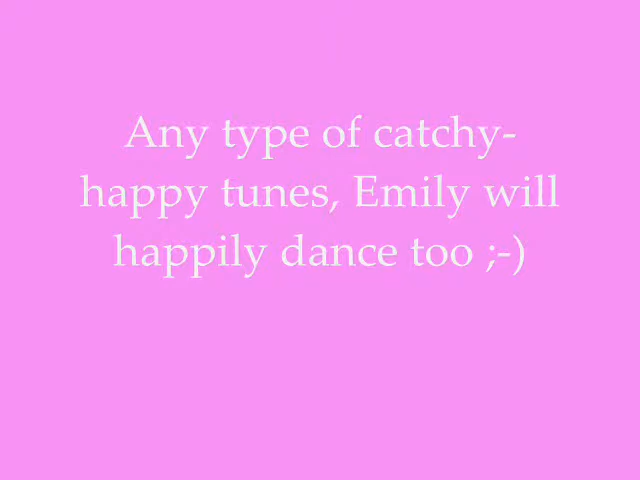 Any type of catchy-
happy tunes, Emily will
happily dance too ;-)